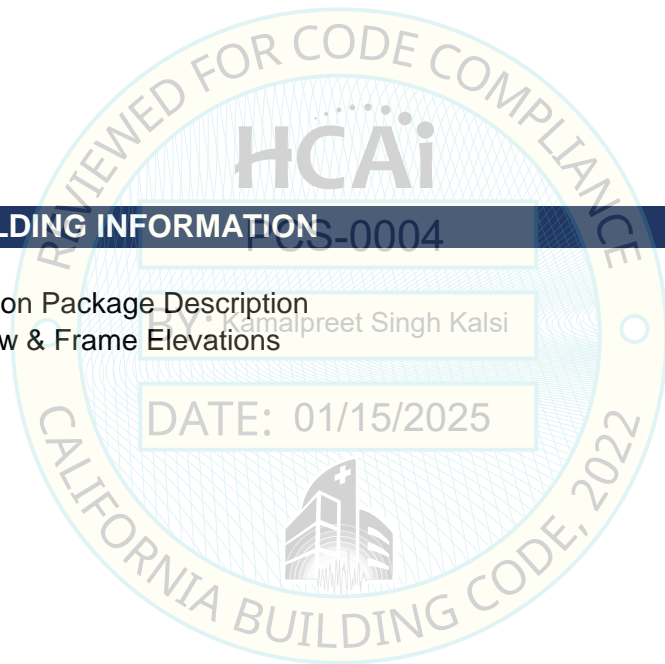 REVIEWED FOR CODE COMPLIANCE
HCAi
LDING INFORMATION
PCS-0004
on Package Description
BY: Kamalpreet Singh Kalsi
w & Frame Elevations
DATE: 01/15/2025
CALIFORNIA BUILDING CODE, 2022